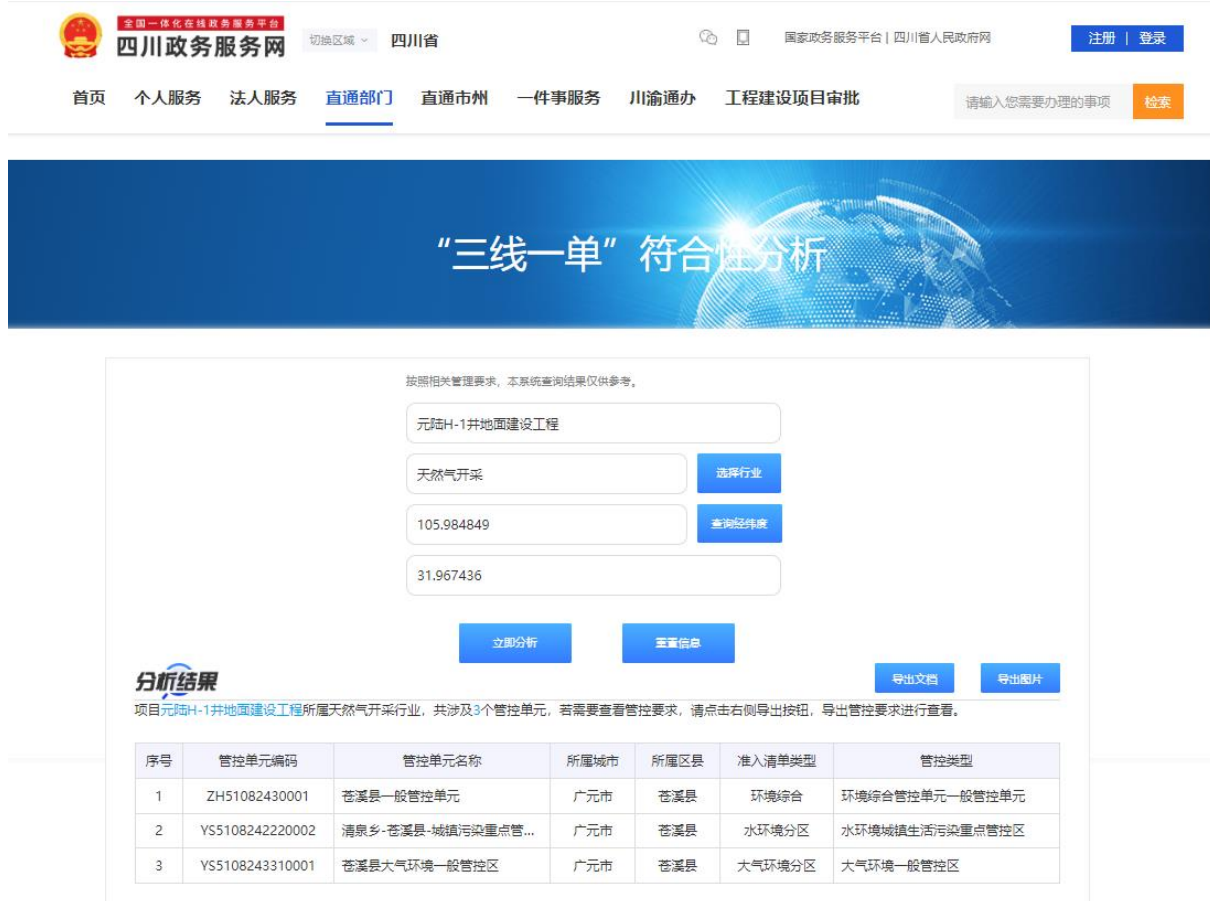 全国一体化在线政务服务平台
四川政务服务网 切换区域 四川省 国家政务服务平台 | 四川省人民政府网 注册 | 登录
首页 个人服务 法人服务 直通部门 直通市州 一件事服务 川渝通办 工程建设项目审批 请输入您需要办理的事项 检索
“三线一单”符合性分析
按照相关管理要求，本系统查询结果仅供参考。
元陆H-1井地面建设工程
天然气开采 选择行业
105.984849 查询经纬度
31.967436
立即分析 重置信息
分析结果 导出文档 导出图片
项目元陆H-1井地面建设工程所属天然气开采行业，共涉及3个管控单元，若需要查看管控要求，请点击右侧导出按钮，导出管控要求进行查看。
序号 管控单元编码 管控单元名称 所属城市 所属区县 准入清单类型 管控类型
1 ZH51082430001 苍溪县一般管控单元 广元市 苍溪县 环境综合 环境综合管控单元一般管控单元
2 YS5108242220002 清泉乡-苍溪县-城镇污染重点管... 广元市 苍溪县 水环境分区 水环境城镇生活污染重点管控区
3 YS5108243310001 苍溪县大气环境一般管控区 广元市 苍溪县 大气环境分区 大气环境一般管控区